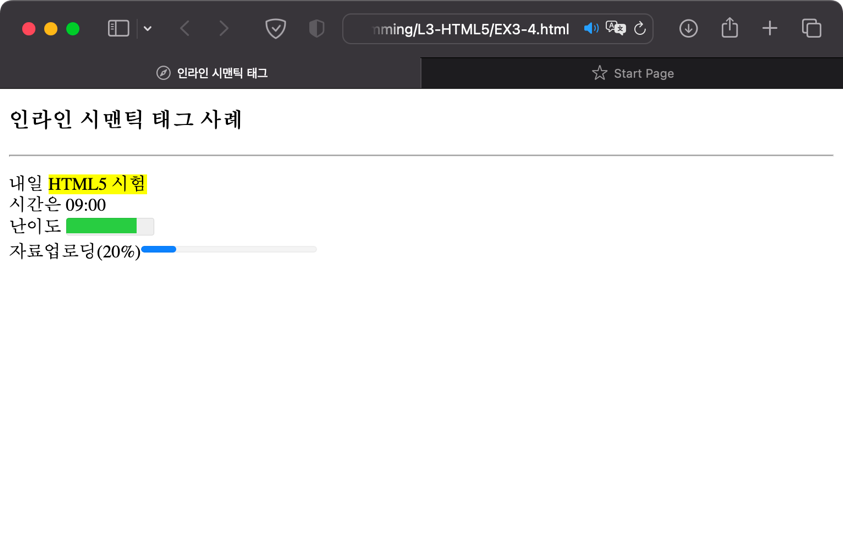 nming/L3-HTML5/EX3-4.html
인라인 시맨틱 태그
Start Page
인라인 시맨틱 태그 사례
내일 HTML5 시험
시간은 09:00
난이도
자료업로딩(20%)